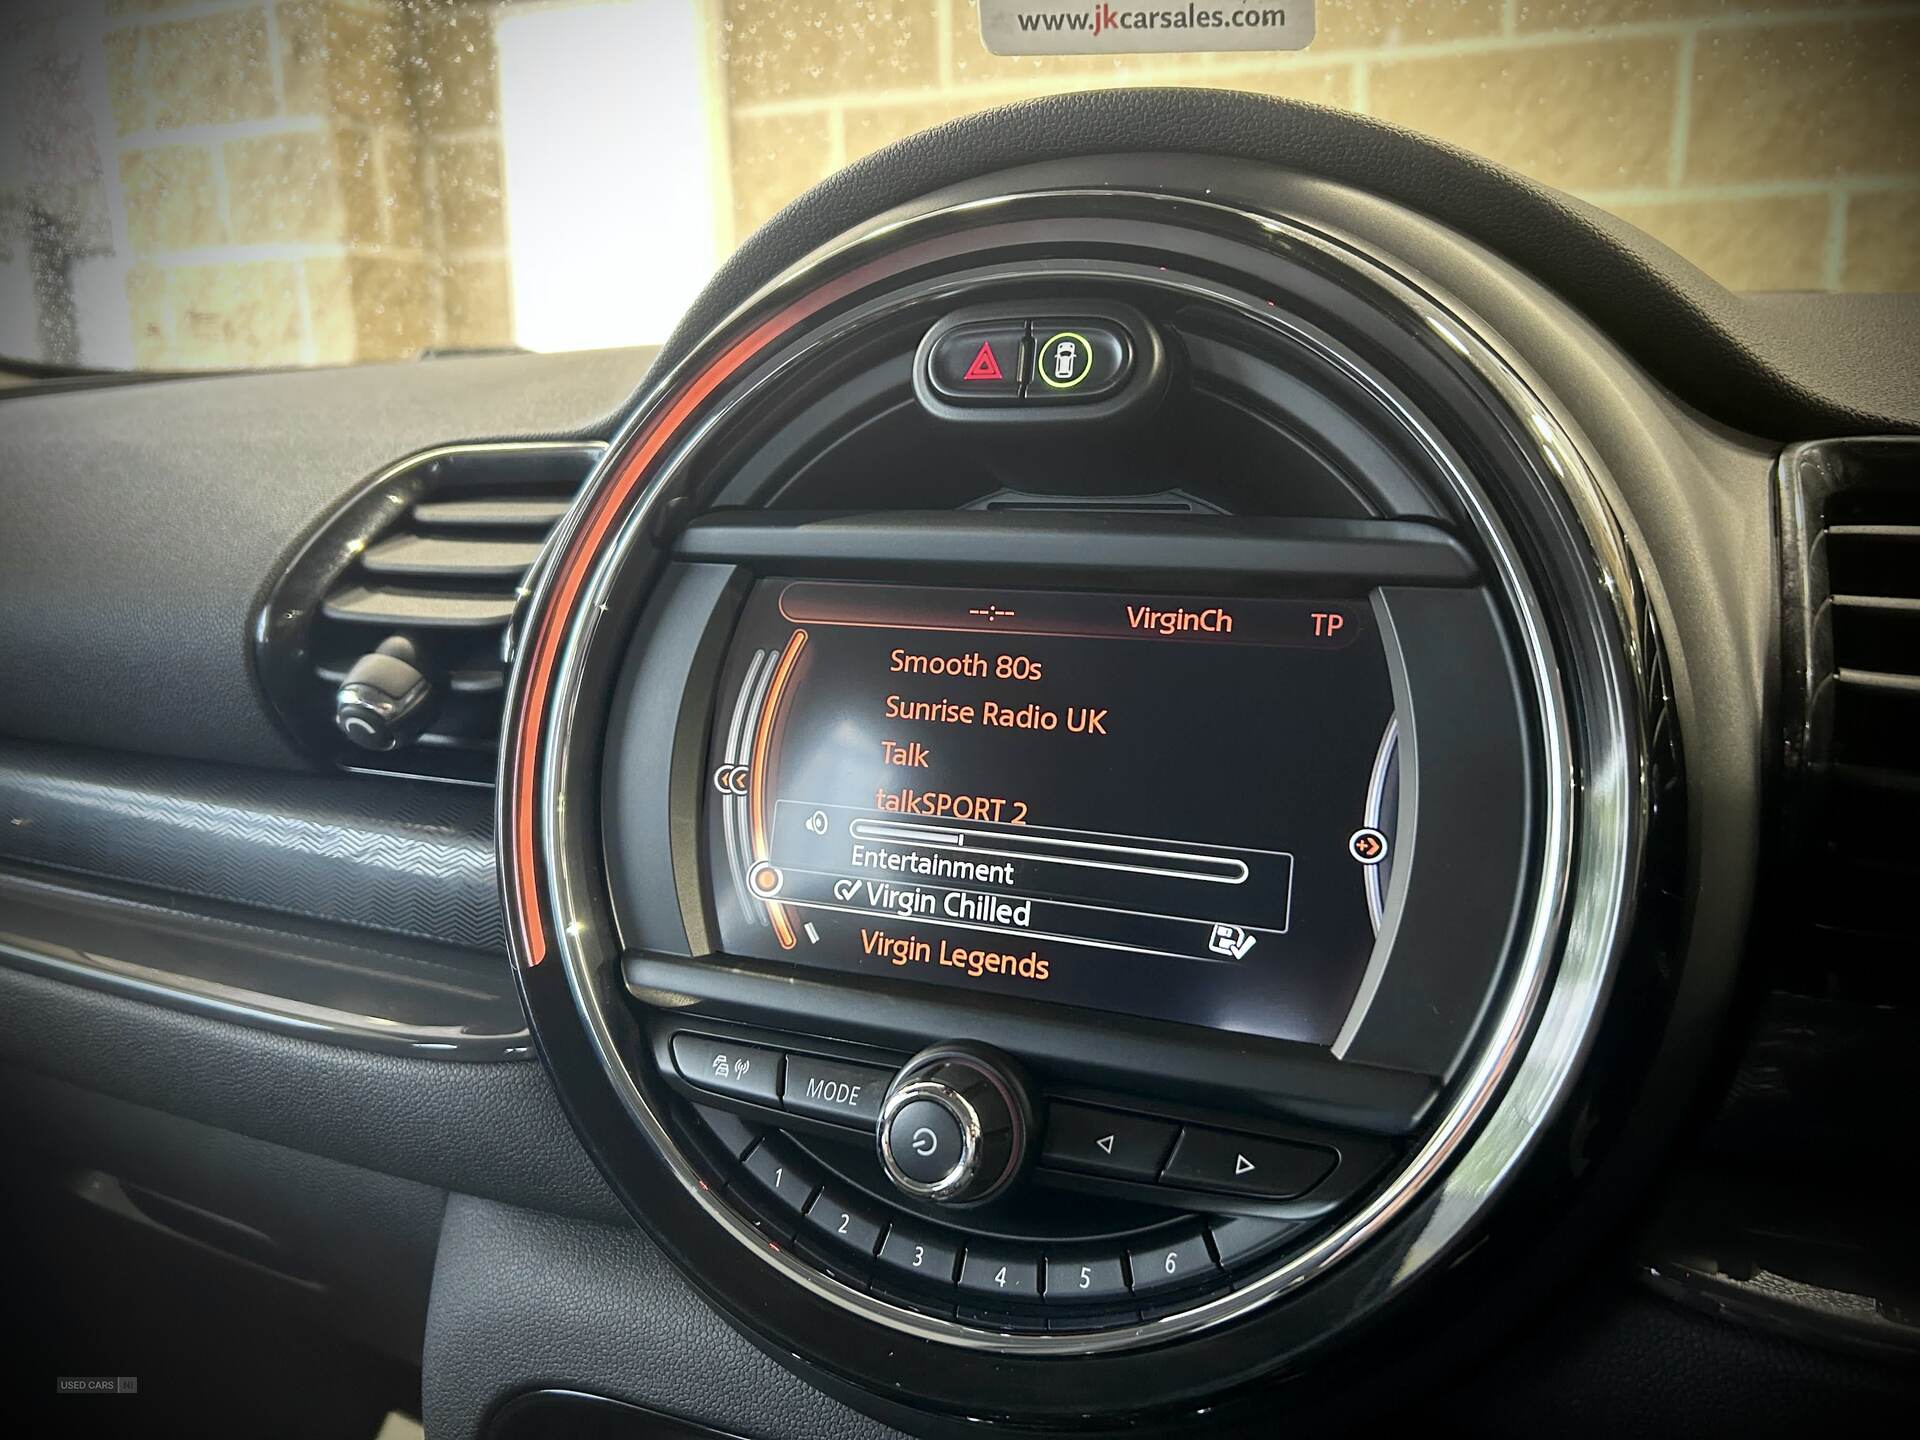 www.jkcarsales.com
--:-- VirginCh TP
Smooth 80s
Sunrise Radio UK
Talk
talkSPORT 2
Entertainment
Virgin Chilled
Virgin Legends
MODE
1 2 3 4 5 6
USED CARS NI